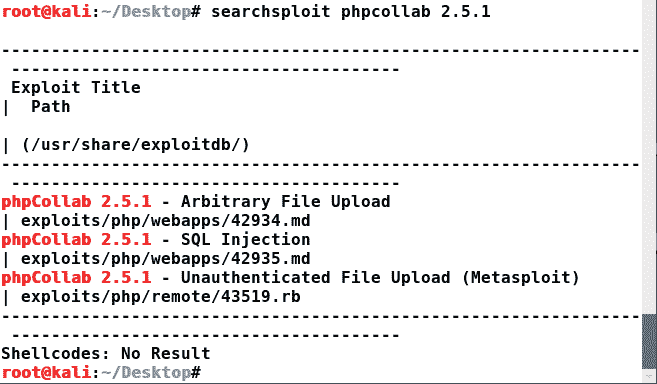 root@kali:~/Desktop# searchsploit phpcollab 2.5.1
----------------------------------------------------------------
 ---------------------------------------
 Exploit Title
|  Path
| (/usr/share/exploitdb/)
----------------------------------------------------------------
 ---------------------------------------
phpCollab 2.5.1 - Arbitrary File Upload
| exploits/php/webapps/42934.md
phpCollab 2.5.1 - SQL Injection
| exploits/php/webapps/42935.md
phpCollab 2.5.1 - Unauthenticated File Upload (Metasploit)
| exploits/php/remote/43519.rb
----------------------------------------------------------------
 ---------------------------------------
Shellcodes: No Result
root@kali:~/Desktop#